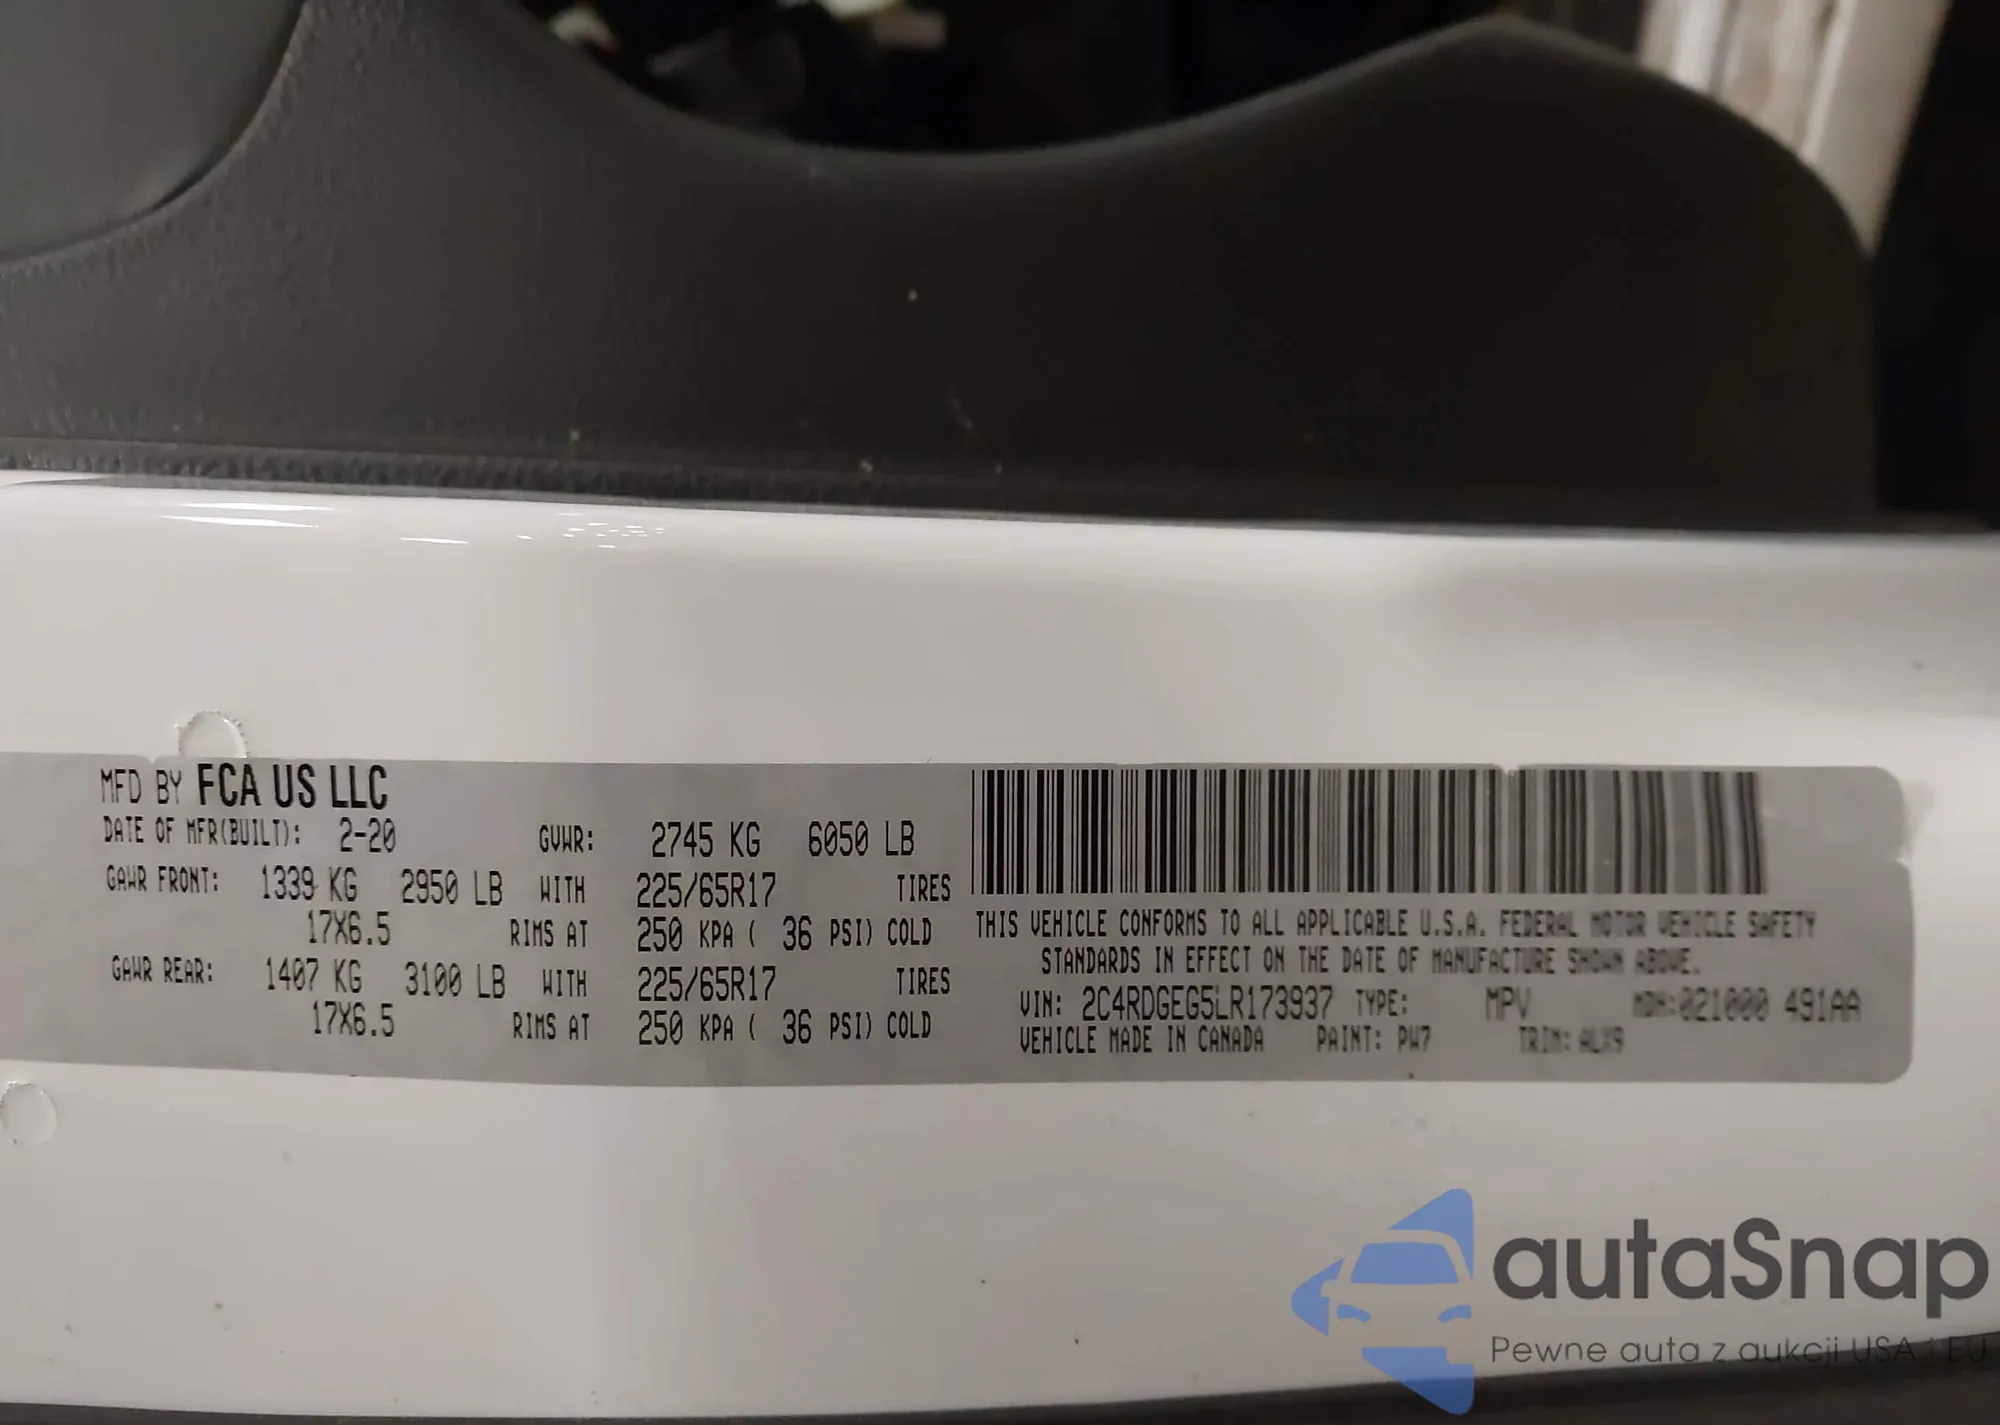 MFD BY FCA US LLC
DATE OF MFR(BUILT): 2-20 GVWR: 2745 KG 6050 LB
GAWR FRONT: 1339 KG 2950 LB WITH 225/65R17 TIRES
17X6.5 RIMS AT 250 KPA ( 36 PSI) COLD
GAWR REAR: 1407 KG 3100 LB WITH 225/65R17 TIRES
17X6.5 RIMS AT 250 KPA ( 36 PSI) COLD
THIS VEHICLE CONFORMS TO ALL APPLICABLE U.S.A. FEDERAL MOTOR VEHICLE SAFETY
STANDARDS IN EFFECT ON THE DATE OF MANUFACTURE SHOWN ABOVE.
VIN: 2C4RDGEG5LR173937 TYPE: MPV MDH:021000 491AA
VEHICLE MADE IN CANADA PAINT: PW7 TRIM: ALX9
autaSnap
Pewne auta z aukcji USA i EU